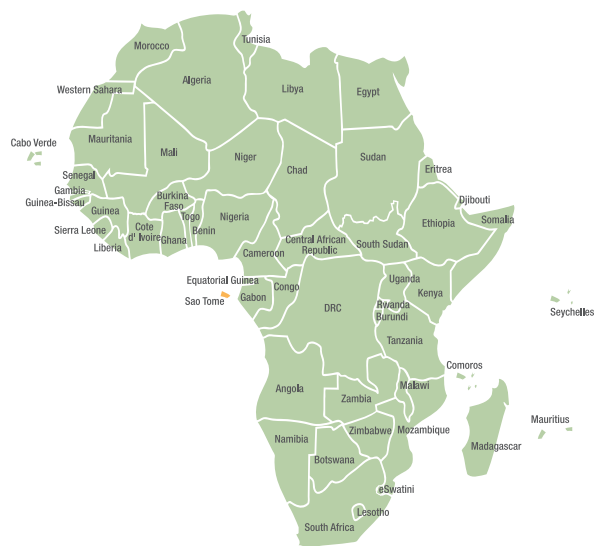 Tunisia
Morocco
Algeria
Libya
Egypt
Western Sahara
Cabo Verde
Mauritania
Mali
Niger
Chad
Sudan
Eritrea
Senegal
Gambia
Guinea-Bissau
Guinea
Burkina
Faso
Togo
Benin
Nigeria
Djibouti
Somalia
Ethiopia
Sierra Leone
Liberia
Cote
d' Ivoire
Ghana
Cameroon
Central African
Republic
South Sudan
Equatorial Guinea
Sao Tome
Gabon
Congo
DRC
Uganda
Kenya
Rwanda
Burundi
Seychelles
Tanzania
Comoros
Angola
Zambia
Malawi
Mozambique
Mauritius
Madagascar
Namibia
Zimbabwe
Botswana
eSwatini
Lesotho
South Africa